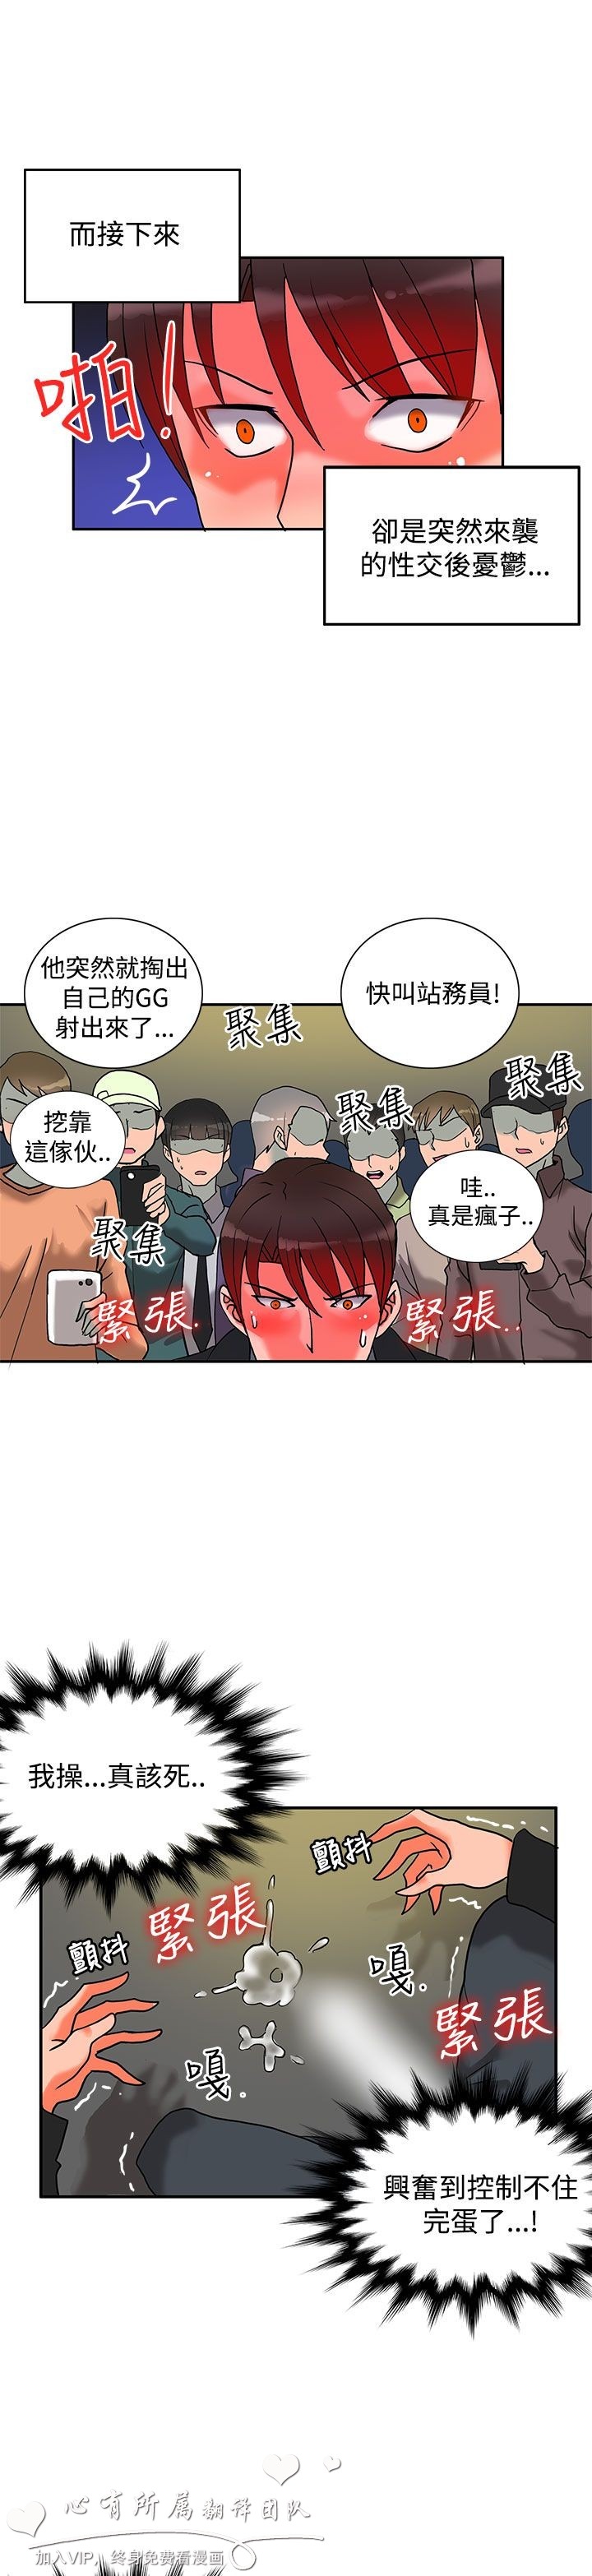 而接下來
啪!
卻是突然來襲
的性交後憂鬱...
他突然就掏出
自己的GG
射出來了...
快叫站務員!
聚集
聚集
聚集
挖靠
這傢伙..
哇..
真是瘋子..
聚集
緊張.
緊張..
我操...真該死..
顫抖
緊張
顫抖
嘎.
緊張
嘎.
興奮到控制不住
完蛋了...!
心有所属翻译团队
加入VIP，终身免费看漫画